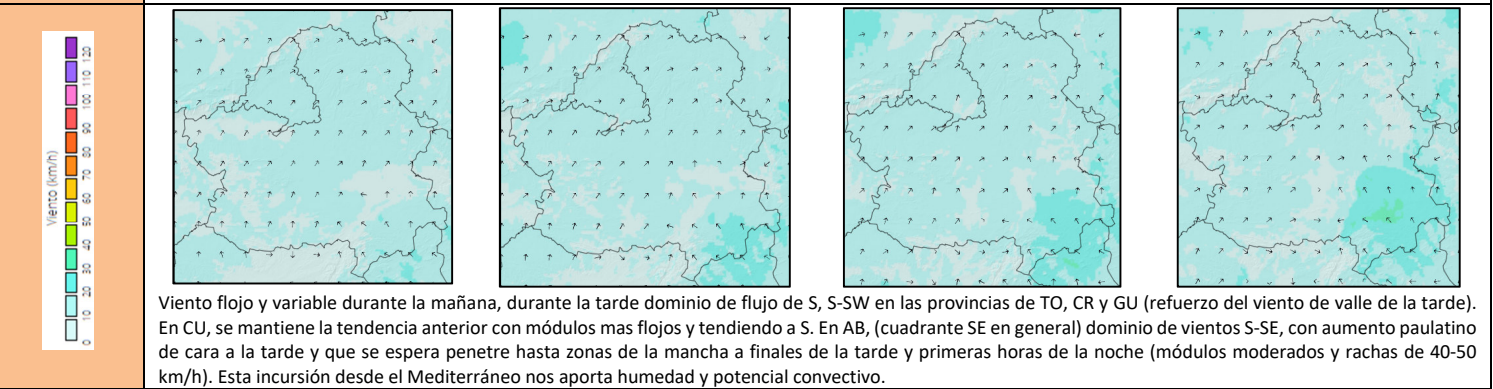 Viento (km/h)
0 10 20 30 40 50 60 70 80 90 100 110 120
Viento flojo y variable durante la mañana, durante la tarde dominio de flujo de S, S-SW en las provincias de TO, CR y GU (refuerzo del viento de valle de la tarde).
En CU, se mantiene la tendencia anterior con módulos mas flojos y tendiendo a S. En AB, (cuadrante SE en general) dominio de vientos S-SE, con aumento paulatino
de cara a la tarde y que se espera penetre hasta zonas de la mancha a finales de la tarde y primeras horas de la noche (módulos moderados y rachas de 40-50
km/h). Esta incursión desde el Mediterráneo nos aporta humedad y potencial convectivo.